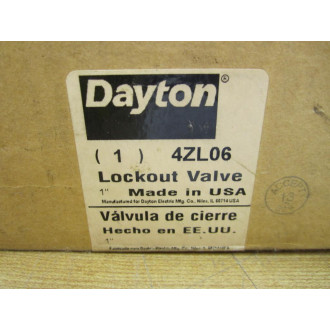 Dayton®
(1) 4ZL06
Lockout Valve
1" Made in USA
Manufactured for Dayton Electric Mfg. Co., Niles, IL 60714 USA
Válvula de cierre
Hecho en EE.UU.
1"